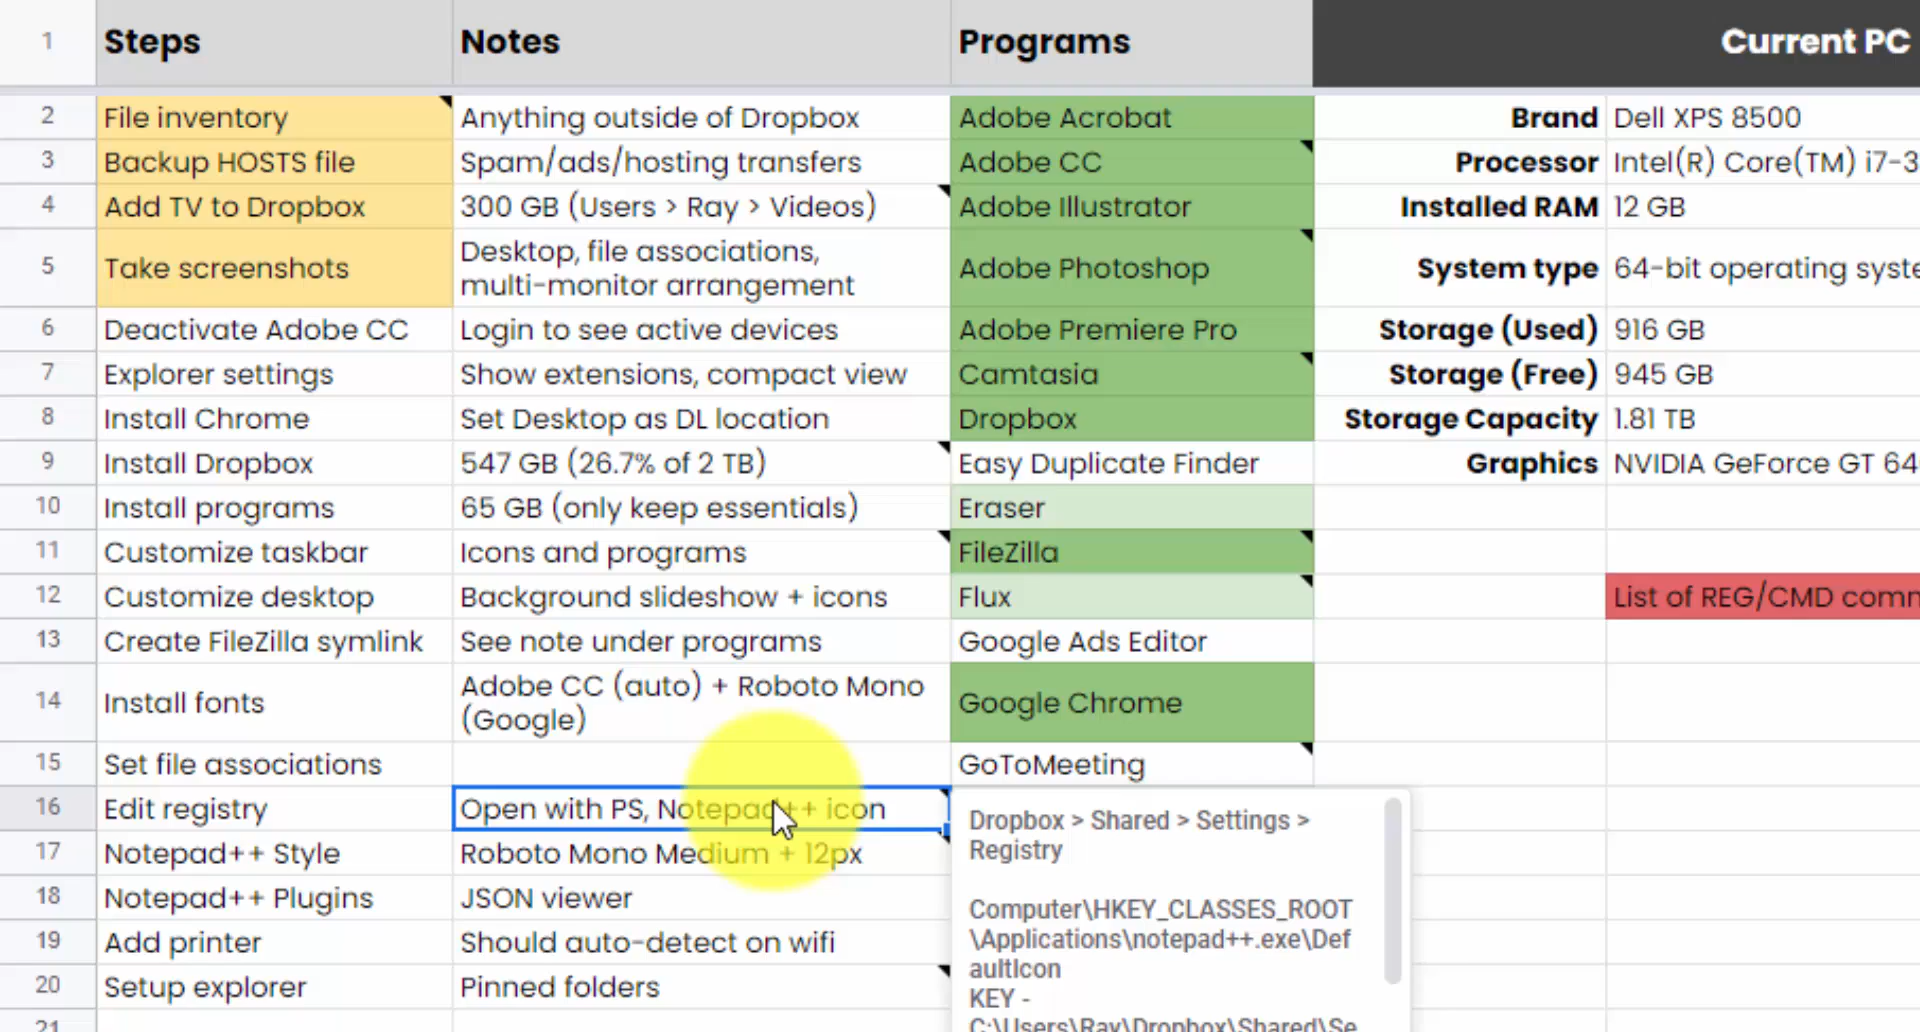 1 Steps Notes Programs Current PC
2 File inventory Anything outside of Dropbox Adobe Acrobat Brand Dell XPS 8500
3 Backup HOSTS file Spam/ads/hosting transfers Adobe CC Processor Intel(R) Core(TM) i7-3
4 Add TV to Dropbox 300 GB (Users > Ray > Videos) Adobe Illustrator Installed RAM 12 GB
5 Take screenshots Desktop, file associations,
multi-monitor arrangement Adobe Photoshop System type 64-bit operating syste
6 Deactivate Adobe CC Login to see active devices Adobe Premiere Pro Storage (Used) 916 GB
7 Explorer settings Show extensions, compact view Camtasia Storage (Free) 945 GB
8 Install Chrome Set Desktop as DL location Dropbox Storage Capacity 1.81 TB
9 Install Dropbox 547 GB (26.7% of 2 TB) Easy Duplicate Finder Graphics NVIDIA GeForce GT 64
10 Install programs 65 GB (only keep essentials) Eraser
11 Customize taskbar Icons and programs FileZilla
12 Customize desktop Background slideshow + icons Flux List of REG/CMD comm
13 Create FileZilla symlink See note under programs Google Ads Editor
14 Install fonts Adobe CC (auto) + Roboto Mono
(Google) Google Chrome
15 Set file associations GoToMeeting
16 Edit registry Open with PS, Notepad++ icon
17 Notepad++ Style Roboto Mono Medium + 12px
18 Notepad++ Plugins JSON viewer
19 Add printer Should auto-detect on wifi
20 Setup explorer Pinned folders
21
Dropbox > Shared > Settings >
Registry
Computer\HKEY_CLASSES_ROOT
\Applications\notepad++.exe\Def
aultIcon
KEY -
C:\Users\Ray\Dropbox\Shared\Se